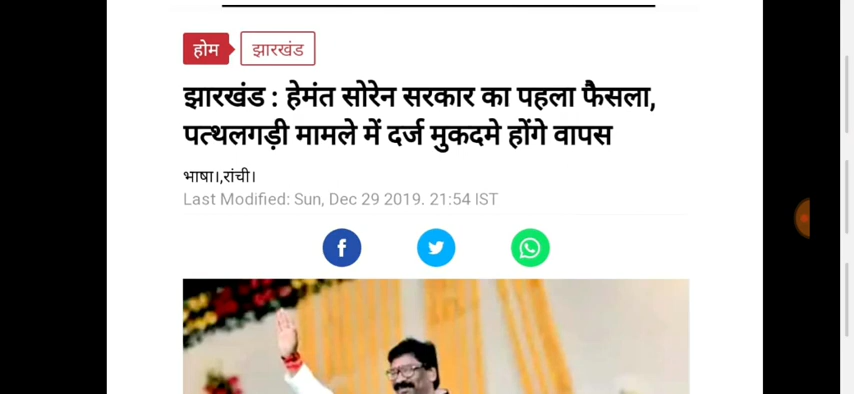 होम
झारखंड
झारखंड : हेमंत सोरेन सरकार का पहला फैसला,
पत्थलगड़ी मामले में दर्ज मुकदमे होंगे वापस
भाषा।,रांची।
Last Modified: Sun, Dec 29 2019. 21:54 IST